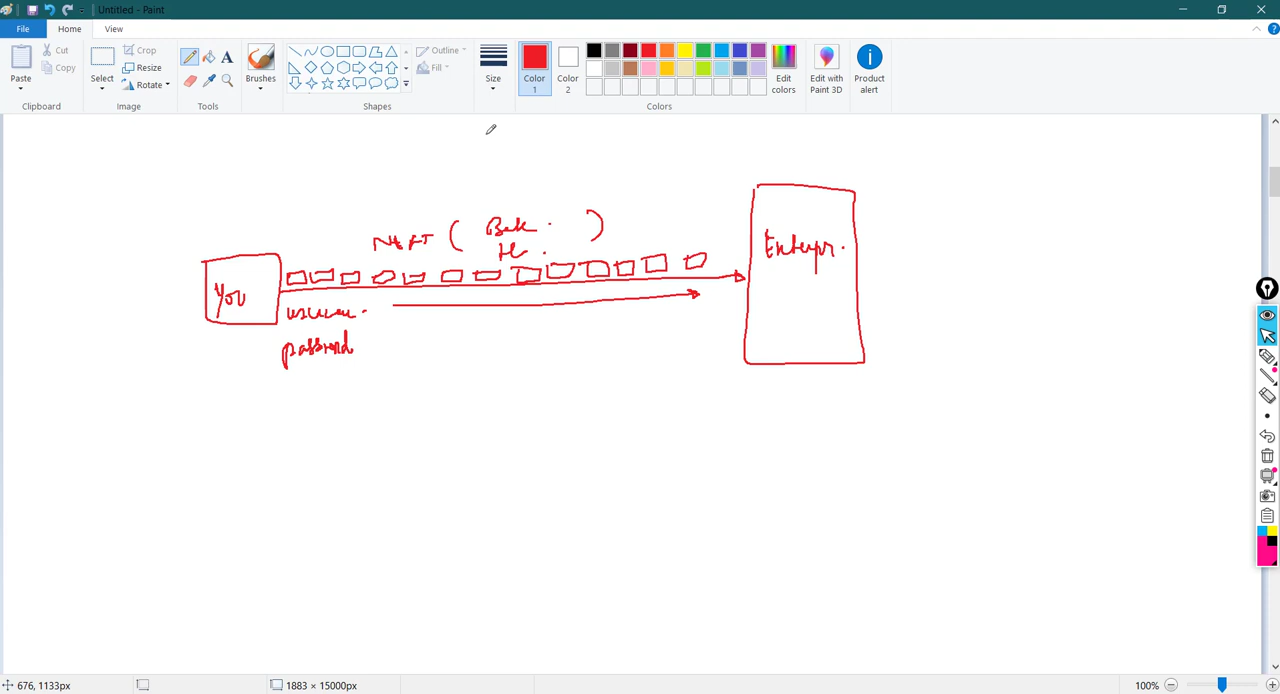 Untitled - Paint
File
Home
View
Paste
Cut
Copy
Clipboard
Select
Crop
Resize
Rotate
Image
Tools
Brushes
Shapes
Outline
Fill
Size
Color
1
Color
2
Edit
colors
Colors
Edit with
Paint 3D
Product
alert
NEFT (        )
Enterpr.
You
password
676, 1133px
1883 × 15000px
100%